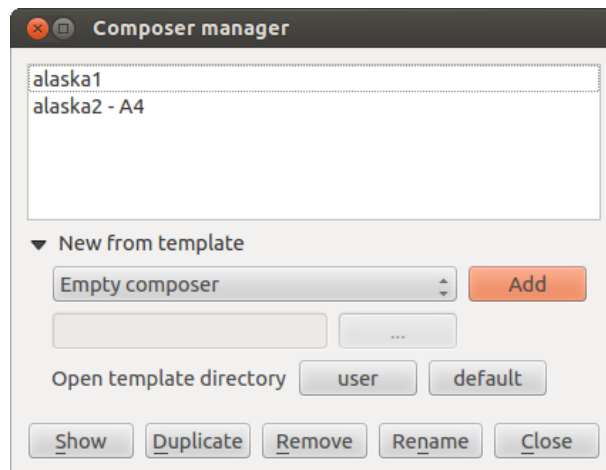 Composer manager
alaska1
alaska2 - A4
New from template
Empty composer Add
...
Open template directory user default
Show Duplicate Remove Rename Close